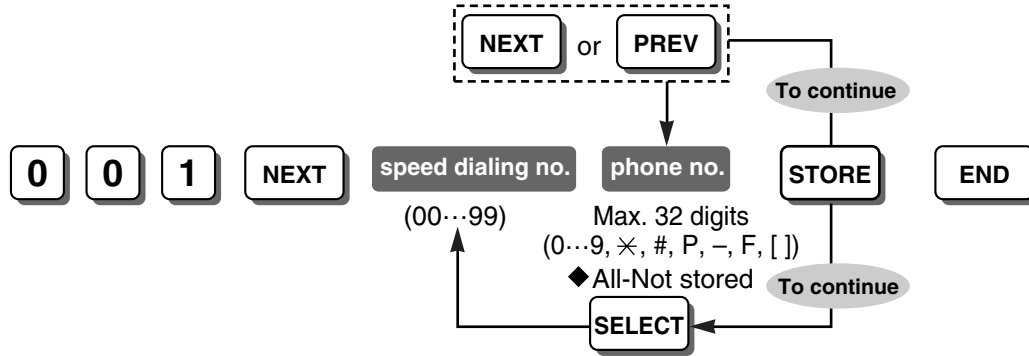 NEXT or PREV
To continue
0 0 1 NEXT speed dialing no. phone no. STORE END
(00···99) Max. 32 digits
(0···9, ✳, #, P, –, F, [ ])
◆All-Not stored
To continue
SELECT